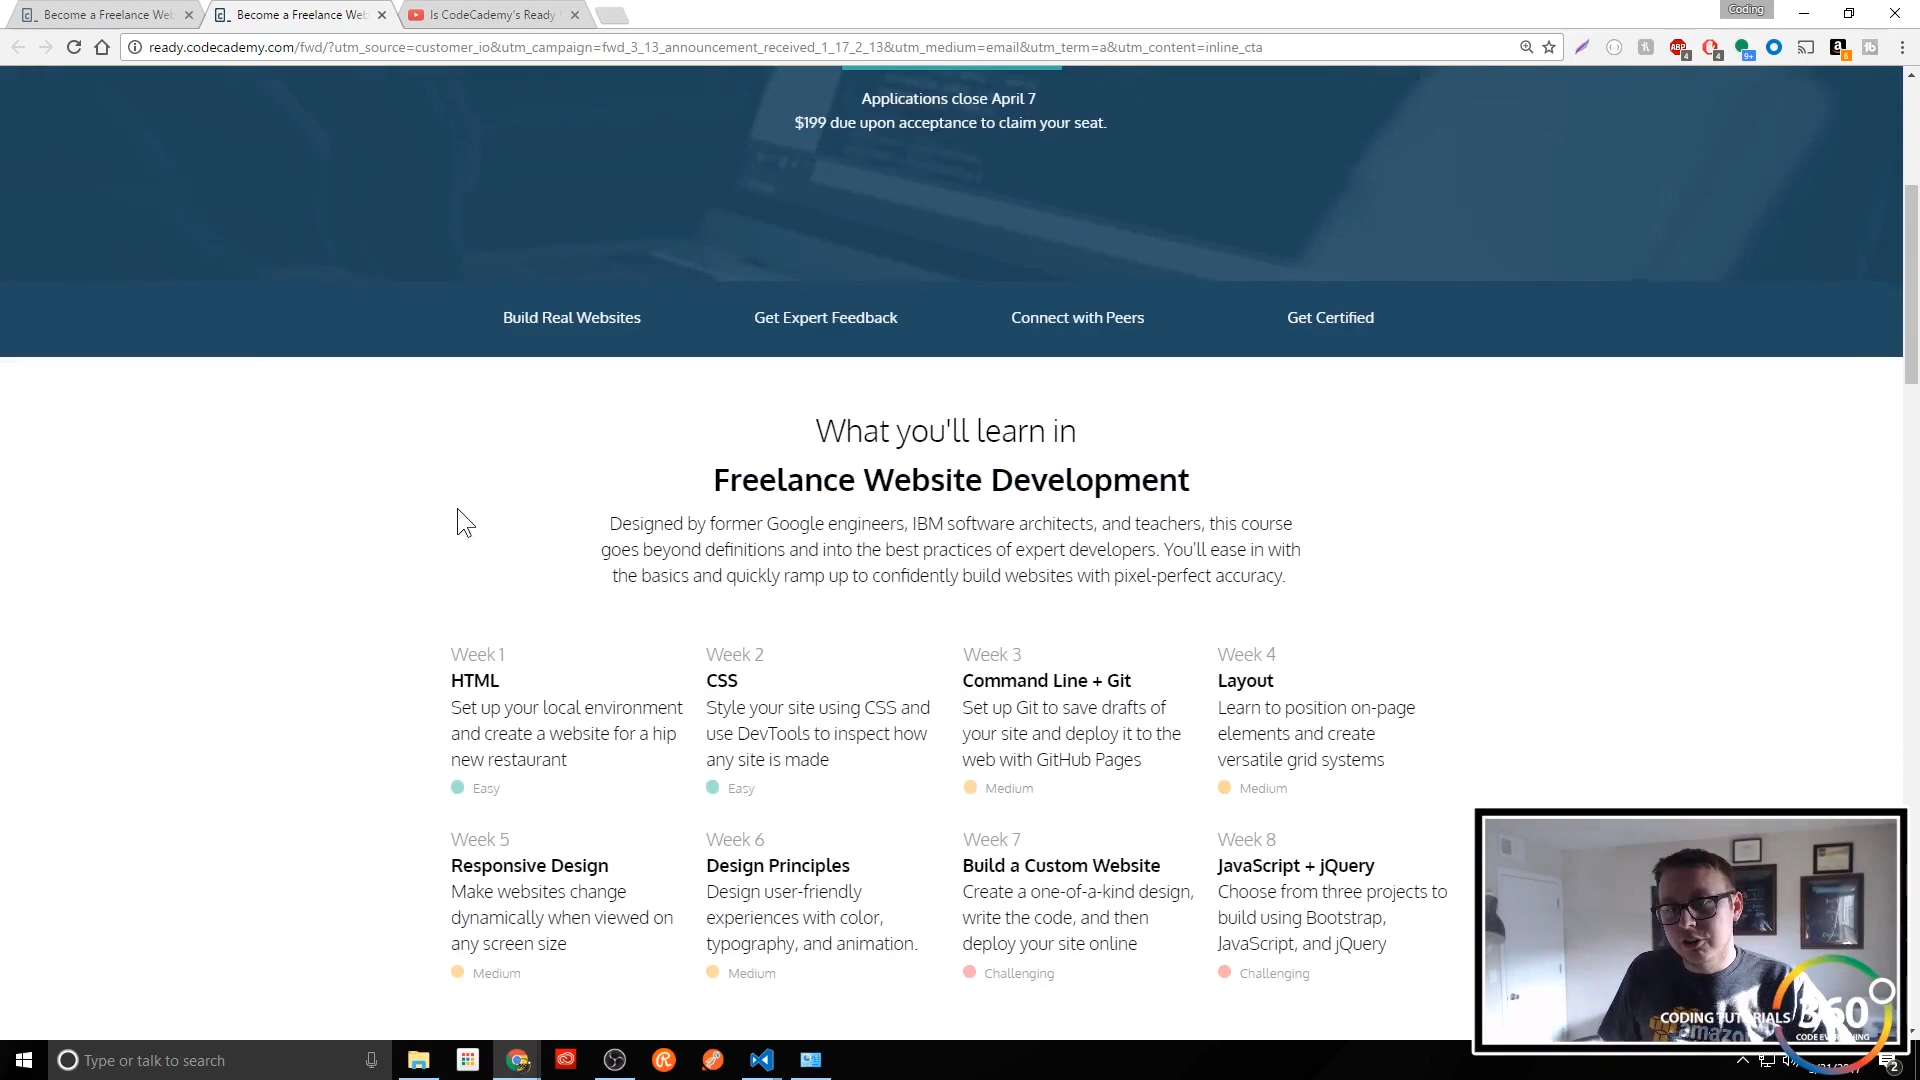 Become a Freelance Web
Become a Freelance Web
Is CodeCademy's Ready
Coding
ready.codecademy.com/fwd/?utm_source=customer_io&utm_campaign=fwd_3_13_announcement_received_1_17_2_13&utm_medium=email&utm_term=a&utm_content=inline_cta
ABP
4
4
9+
6
Applications close April 7
$199 due upon acceptance to claim your seat.
Build Real Websites
Get Expert Feedback
Connect with Peers
Get Certified
What you'll learn in
Freelance Website Development
Designed by former Google engineers, IBM software architects, and teachers, this course
goes beyond definitions and into the best practices of expert developers. You'll ease in with
the basics and quickly ramp up to confidently build websites with pixel-perfect accuracy.
Week 1
HTML
Set up your local environment
and create a website for a hip
new restaurant
Easy
Week 2
CSS
Style your site using CSS and
use DevTools to inspect how
any site is made
Easy
Week 3
Command Line + Git
Set up Git to save drafts of
your site and deploy it to the
web with GitHub Pages
Medium
Week 4
Layout
Learn to position on-page
elements and create
versatile grid systems
Medium
Week 5
Responsive Design
Make websites change
dynamically when viewed on
any screen size
Medium
Week 6
Design Principles
Design user-friendly
experiences with color,
typography, and animation.
Medium
Week 7
Build a Custom Website
Create a one-of-a-kind design,
write the code, and then
deploy your site online
Challenging
Week 8
JavaScript + jQuery
Choose from three projects to
build using Bootstrap,
JavaScript, and jQuery
Challenging
CODING TUTORIALS 360
CODE EVERYTHING
amazon
Type or talk to search
2